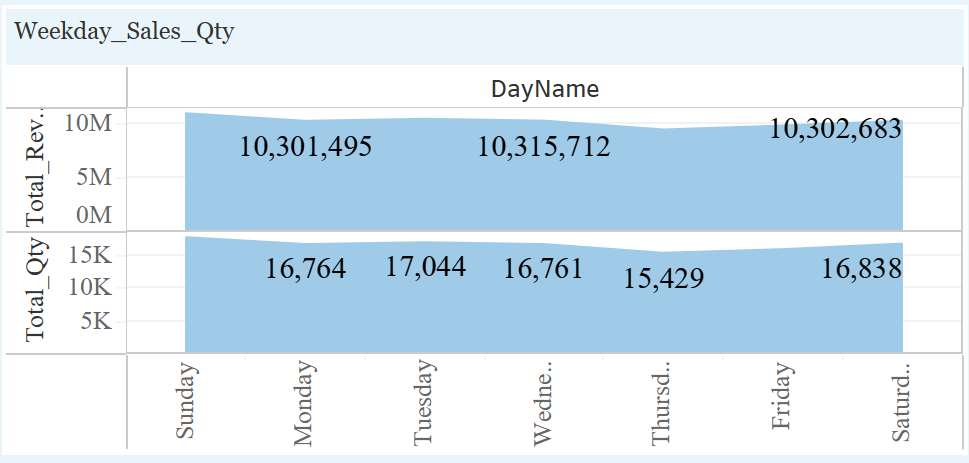 Weekday_Sales_Qty
DayName
Total_Rev..
10M
5M
0M
10,301,495
10,315,712
10,302,683
Total_Qty
15K
10K
5K
16,764
17,044
16,761
15,429
16,838
Sunday
Monday
Tuesday
Wedne..
Thursd..
Friday
Saturd..